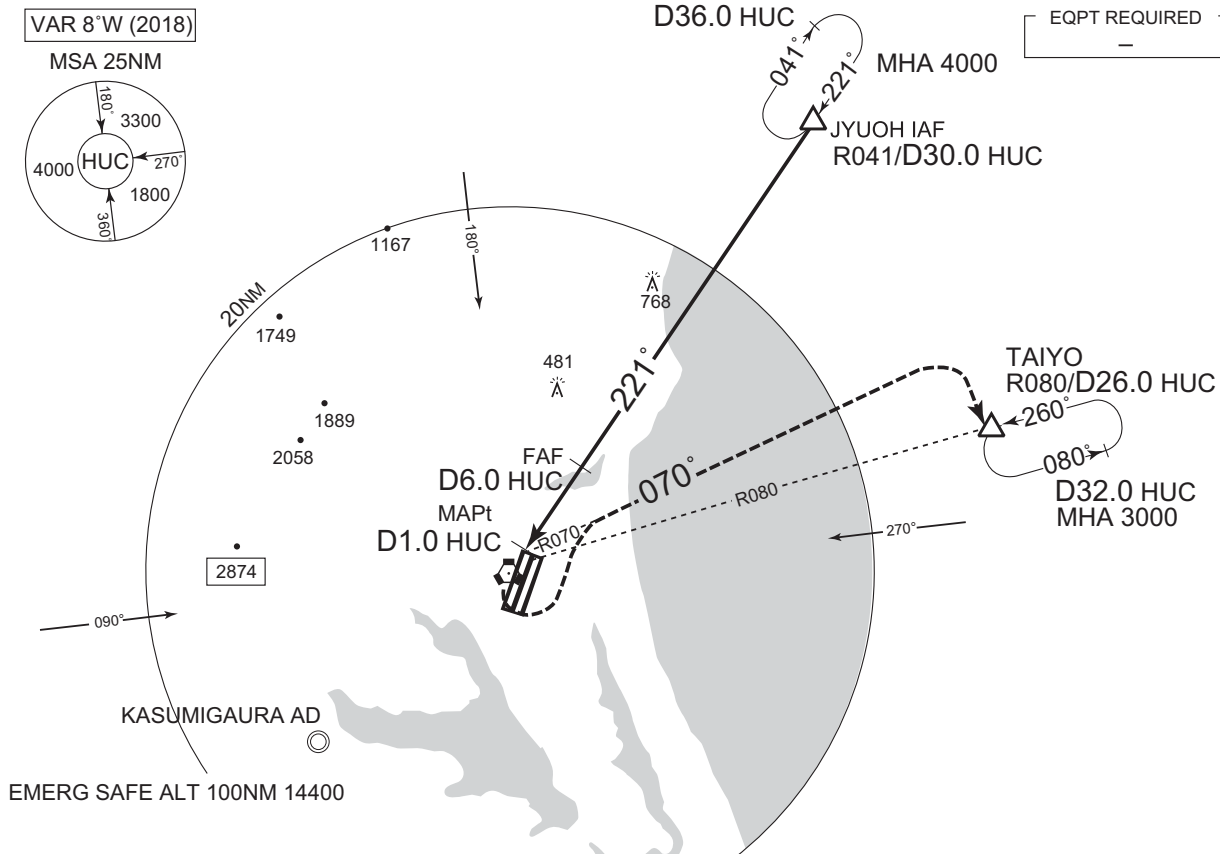 VAR 8°W (2018)
MSA 25NM
180°
3300
HUC
4000
270°
1800
360°
D36.0 HUC
EQPT REQUIRED
–
041°
221°
MHA 4000
JYUOH IAF
R041/D30.0 HUC
1167
180°
20NM
768
1749
481
221°
TAIYO
R080/D26.0 HUC
1889
260°
2058
FAF
D6.0 HUC
070°
080°
R080
D32.0 HUC
MHA 3000
MAPt
D1.0 HUC
R070
270°
2874
090°
KASUMIGAURA AD
EMERG SAFE ALT 100NM 14400